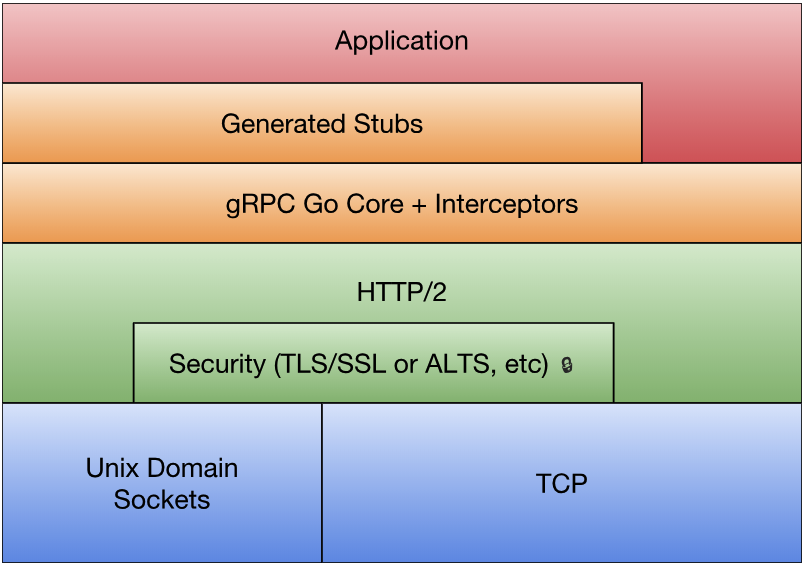 Application
Generated Stubs
gRPC Go Core + Interceptors
HTTP/2
Security (TLS/SSL or ALTS, etc) 🔒
Unix Domain
Sockets
TCP